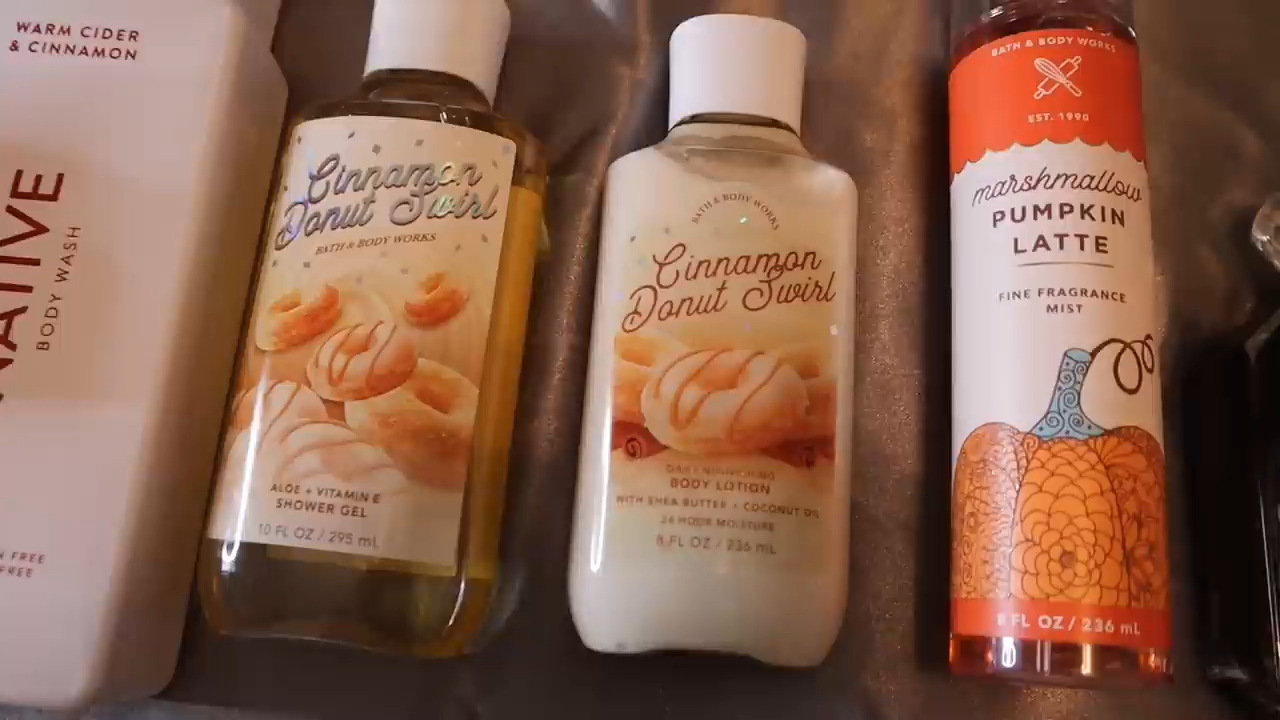 WARM CIDER
& CINNAMON
NATIVE
BODY WASH
FREE
FREE
Cinnamon
Donut Swirl
BATH & BODY WORKS
ALOE + VITAMIN E
SHOWER GEL
10 FL OZ / 295 mL
BATH & BODY WORKS
Cinnamon
Donut Swirl
DAILY NOURISHING
BODY LOTION
WITH SHEA BUTTER + COCONUT OIL
24 HOUR MOISTURE
8 FL OZ / 236 mL
BATH & BODY WORKS
EST. 1990
marshmallow
PUMPKIN
LATTE
FINE FRAGRANCE
MIST
8 FL OZ / 236 mL